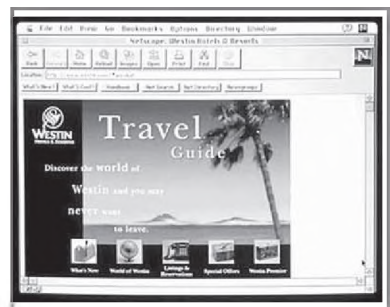 File Edit View Go Bookmarks Options Directory Window
Netscape: Westin Hotels & Resorts
Back Home Reload Images Open Print Find
Location:
What's New? What's Cool? Handbook Net Search Net Directory Newsgroups
WESTIN
HOTELS & RESORTS
Travel
Guide
Discover the world of
Westin and you may
never want
to leave.
What's New World of Westin Listings & Reservations Special Offers Westin Premier